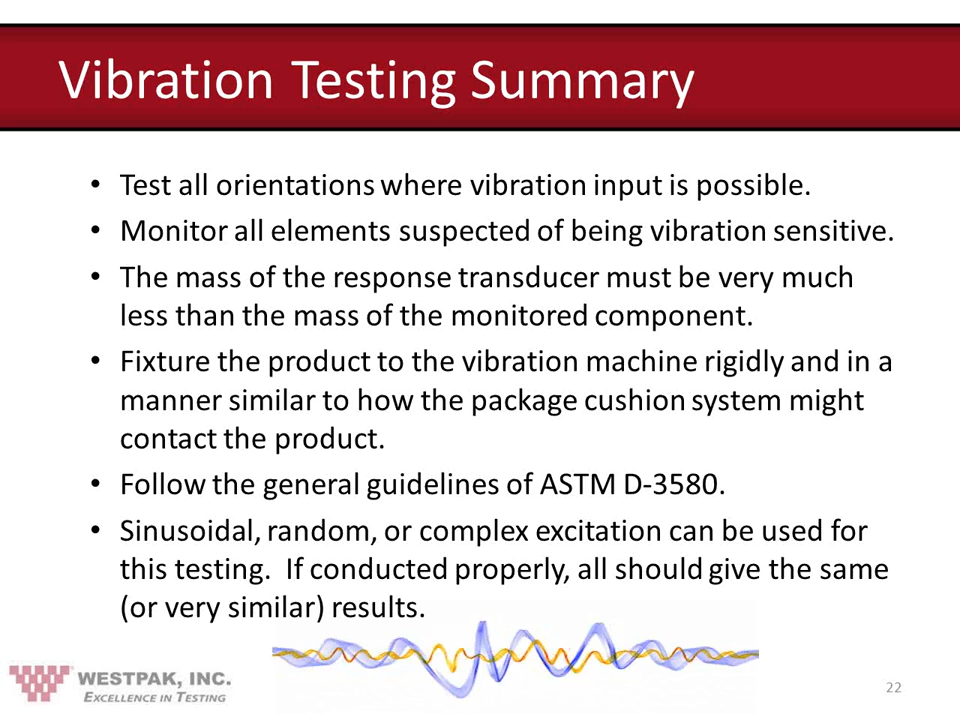 Vibration Testing Summary
• Test all orientations where vibration input is possible.
• Monitor all elements suspected of being vibration sensitive.
• The mass of the response transducer must be very much
less than the mass of the monitored component.
• Fixture the product to the vibration machine rigidly and in a
manner similar to how the package cushion system might
contact the product.
• Follow the general guidelines of ASTM D-3580.
• Sinusoidal, random, or complex excitation can be used for
this testing.  If conducted properly, all should give the same
(or very similar) results.
WESTPAK, INC.
EXCELLENCE IN TESTING
22